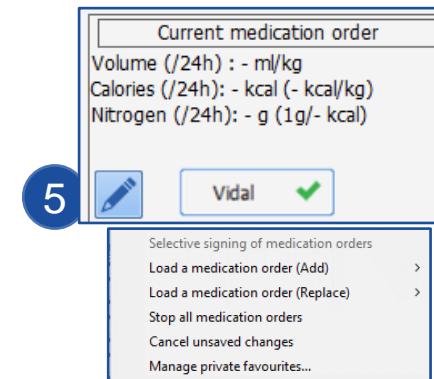 Current medication order
Volume (/24h) : - ml/kg
Calories (/24h): - kcal (- kcal/kg)
Nitrogen (/24h): - g (1g/- kcal)
5
Vidal
Selective signing of medication orders
Load a medication order (Add)
Load a medication order (Replace)
Stop all medication orders
Cancel unsaved changes
Manage private favourites...